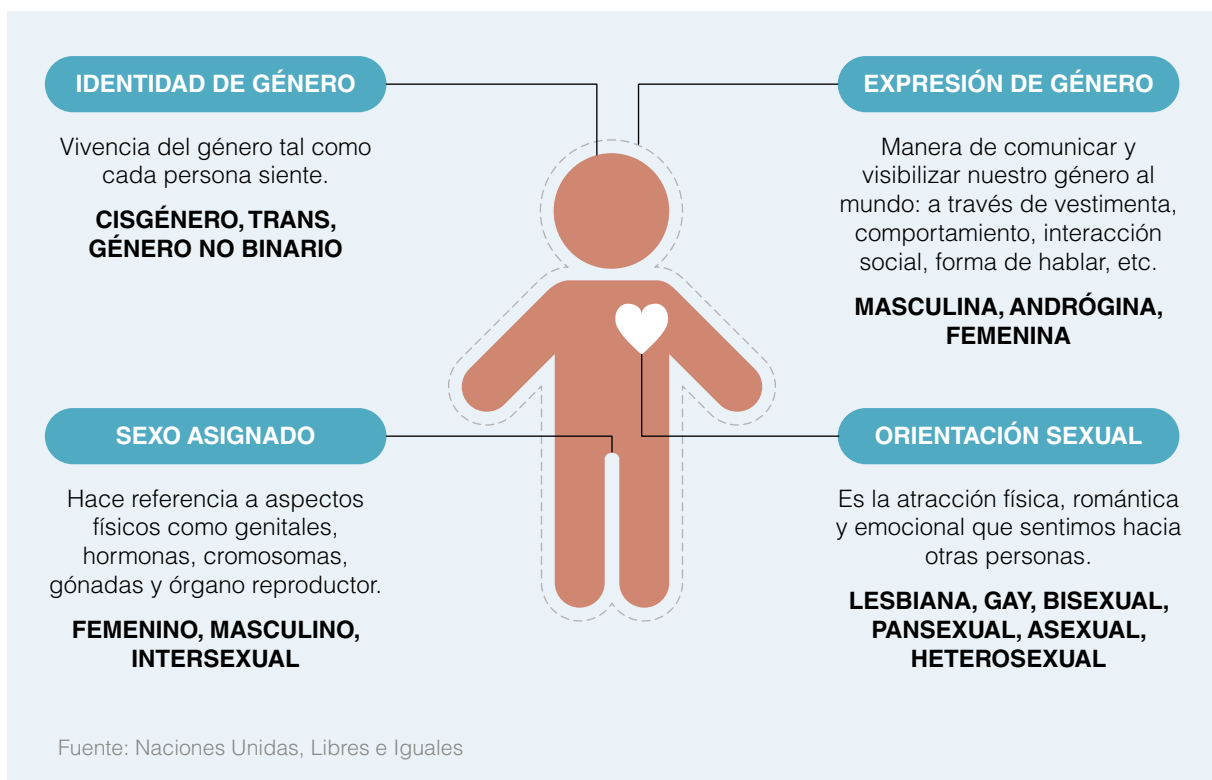 IDENTIDAD DE GÉNERO
Vivencia del género tal como
cada persona siente.
CISGÉNERO, TRANS,
GÉNERO NO BINARIO
EXPRESIÓN DE GÉNERO
Manera de comunicar y
visibilizar nuestro género al
mundo: a través de vestimenta,
comportamiento, interacción
social, forma de hablar, etc.
MASCULINA, ANDRÓGINA,
FEMENINA
SEXO ASIGNADO
Hace referencia a aspectos
físicos como genitales,
hormonas, cromosomas,
gónadas y órgano reproductor.
FEMENINO, MASCULINO,
INTERSEXUAL
ORIENTACIÓN SEXUAL
Es la atracción física, romántica
y emocional que sentimos hacia
otras personas.
LESBIANA, GAY, BISEXUAL,
PANSEXUAL, ASEXUAL,
HETEROSEXUAL
Fuente: Naciones Unidas, Libres e Iguales